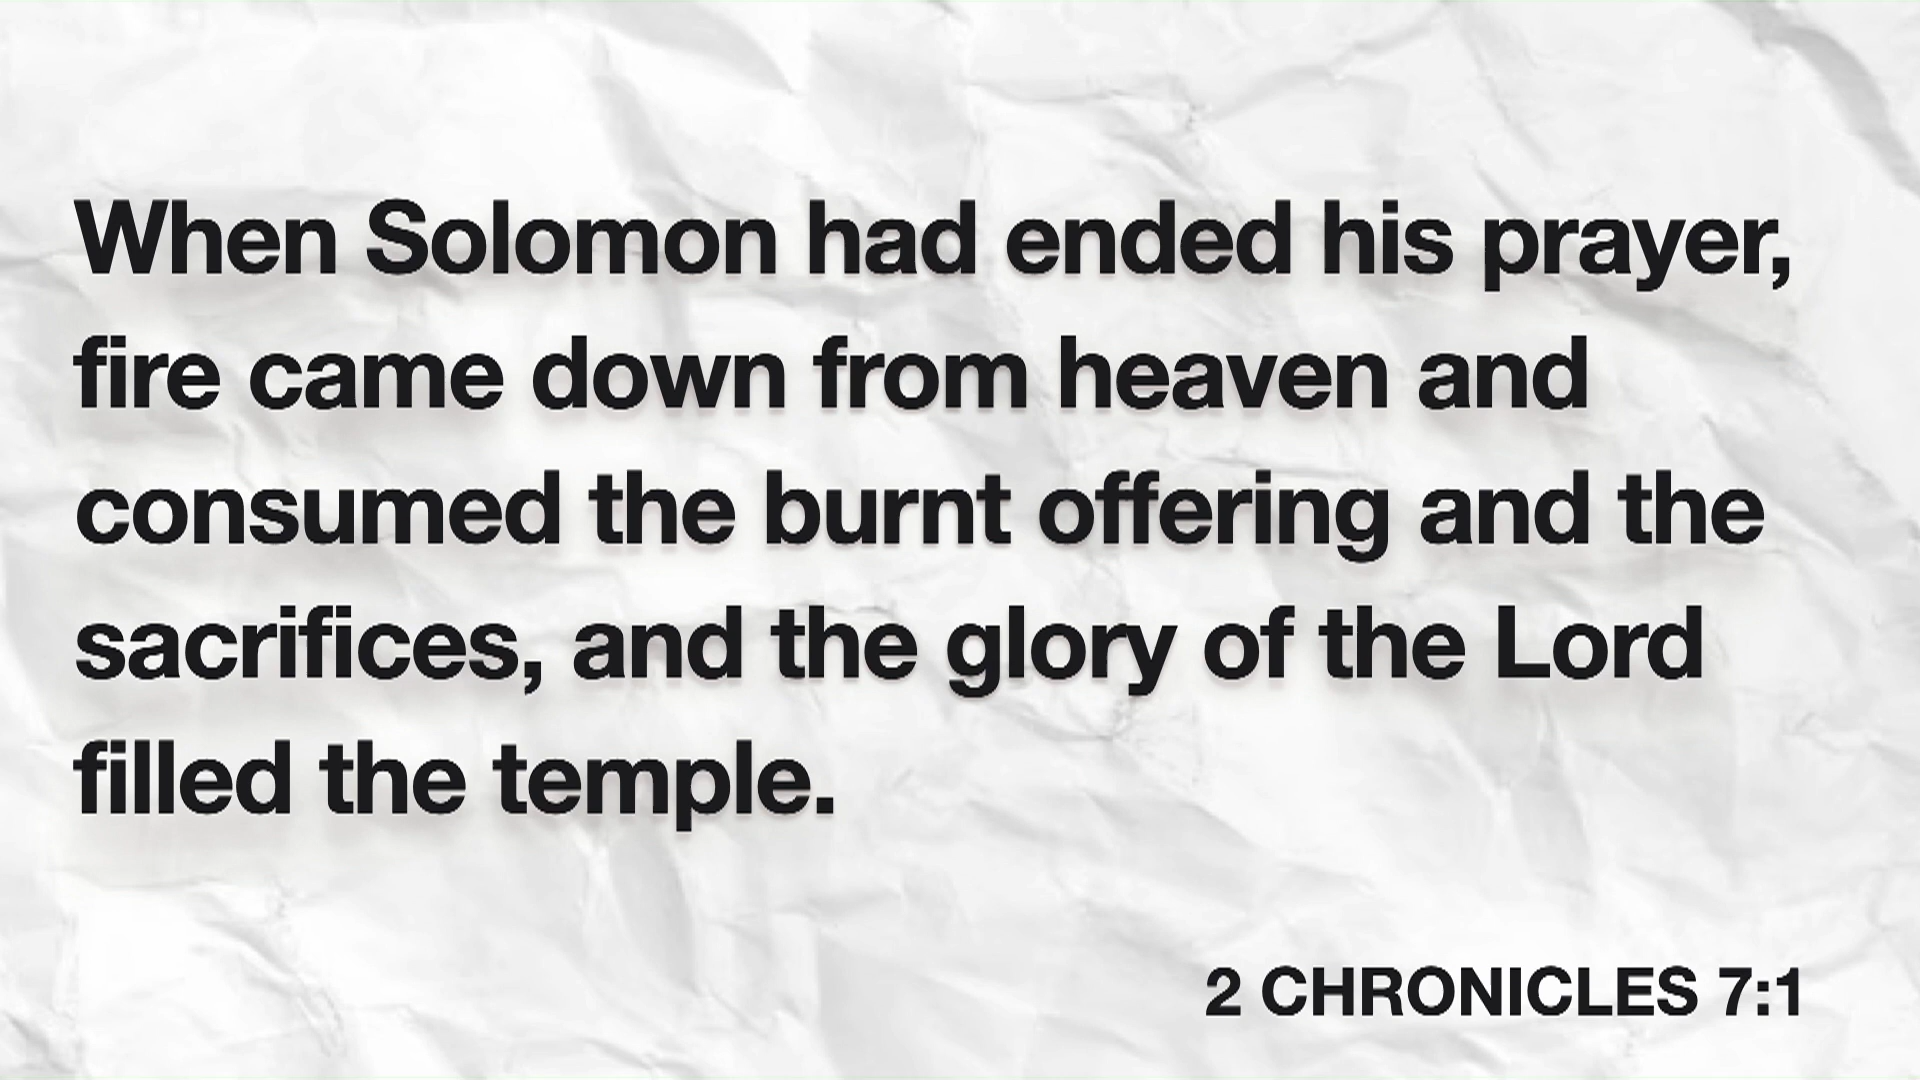 When Solomon had ended his prayer,
fire came down from heaven and
consumed the burnt offering and the
sacrifices, and the glory of the Lord
filled the temple.
2 CHRONICLES 7:1